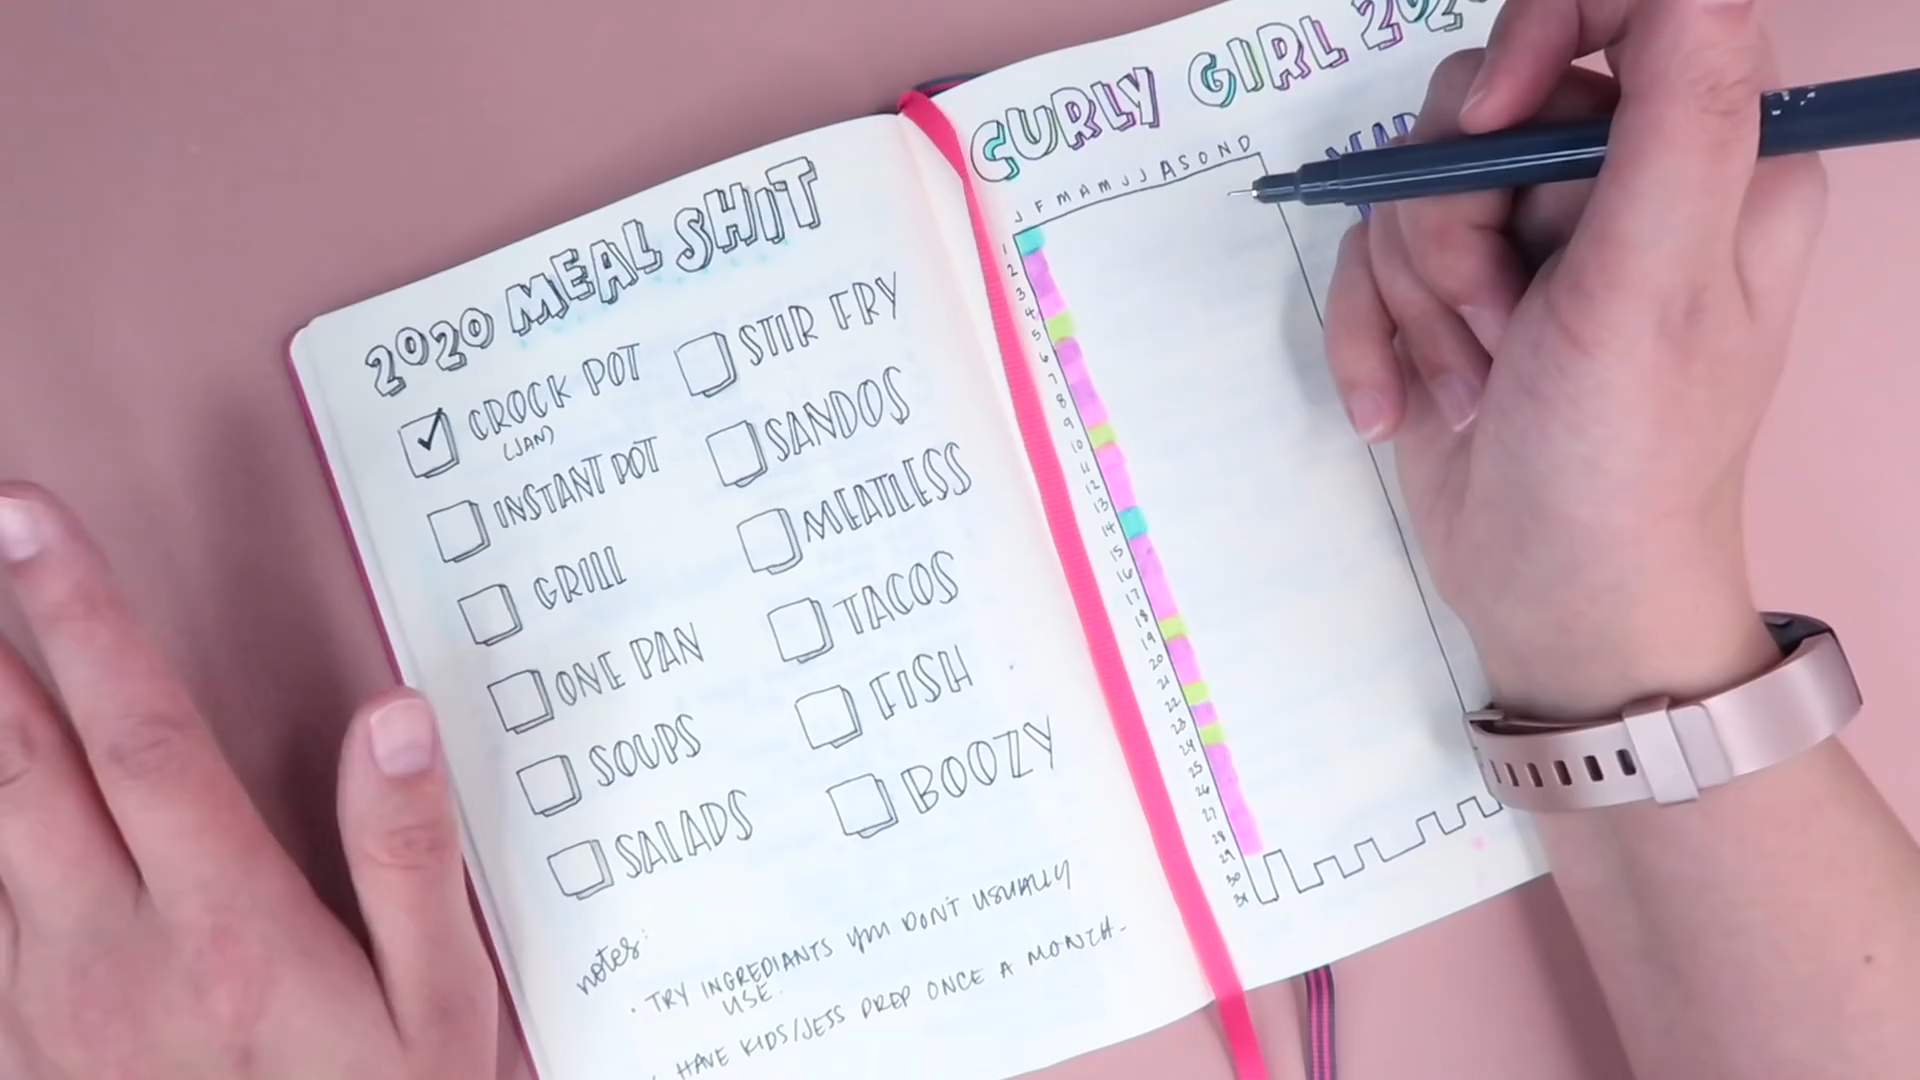 2020 MEAL SHIT
CROCK POT
(JAN)
INSTANT POT
GRILL
ONE PAN
SOUPS
SALADS
STIR FRY
SANDOS
MEATLESS
TACOS
FISH
BOOZY
notes:
• TRY INGREDIANTS YOU DON'T USUALLY
USE.
• HAVE KIDS/JESS PREP ONCE A MONTH-
CURLY GIRL 2020
J F M A M J J A S O N D
1
2
3
4
5
6
7
8
9
10
11
12
13
14
15
16
17
18
19
20
21
22
23
24
25
26
27
28
29
30
31